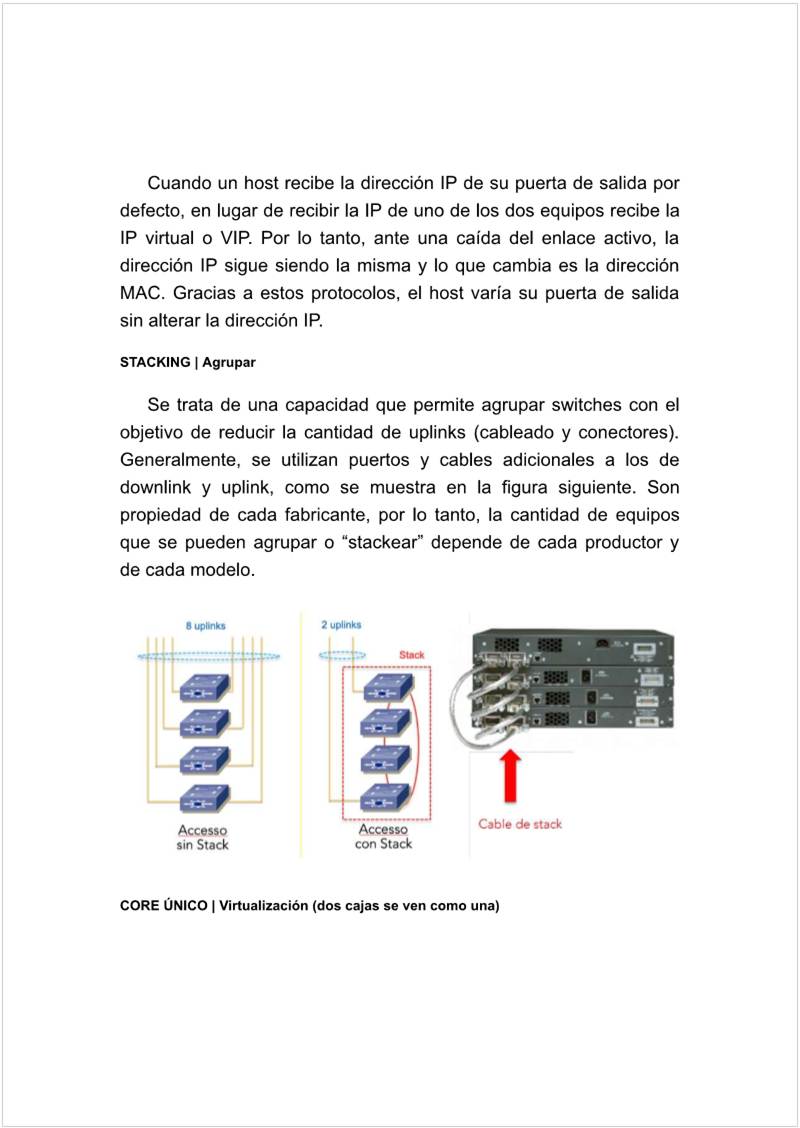 Cuando un host recibe la dirección IP de su puerta de salida por
defecto, en lugar de recibir la IP de uno de los dos equipos recibe la
IP virtual o VIP. Por lo tanto, ante una caída del enlace activo, la
dirección IP sigue siendo la misma y lo que cambia es la dirección
MAC. Gracias a estos protocolos, el host varía su puerta de salida
sin alterar la dirección IP.
STACKING | Agrupar
Se trata de una capacidad que permite agrupar switches con el
objetivo de reducir la cantidad de uplinks (cableado y conectores).
Generalmente, se utilizan puertos y cables adicionales a los de
downlink y uplink, como se muestra en la figura siguiente. Son
propiedad de cada fabricante, por lo tanto, la cantidad de equipos
que se pueden agrupar o “stackear” depende de cada productor y
de cada modelo.
8 uplinks
2 uplinks
Stack
Accesso
sin Stack
Accesso
con Stack
Cable de stack
CORE ÚNICO | Virtualización (dos cajas se ven como una)